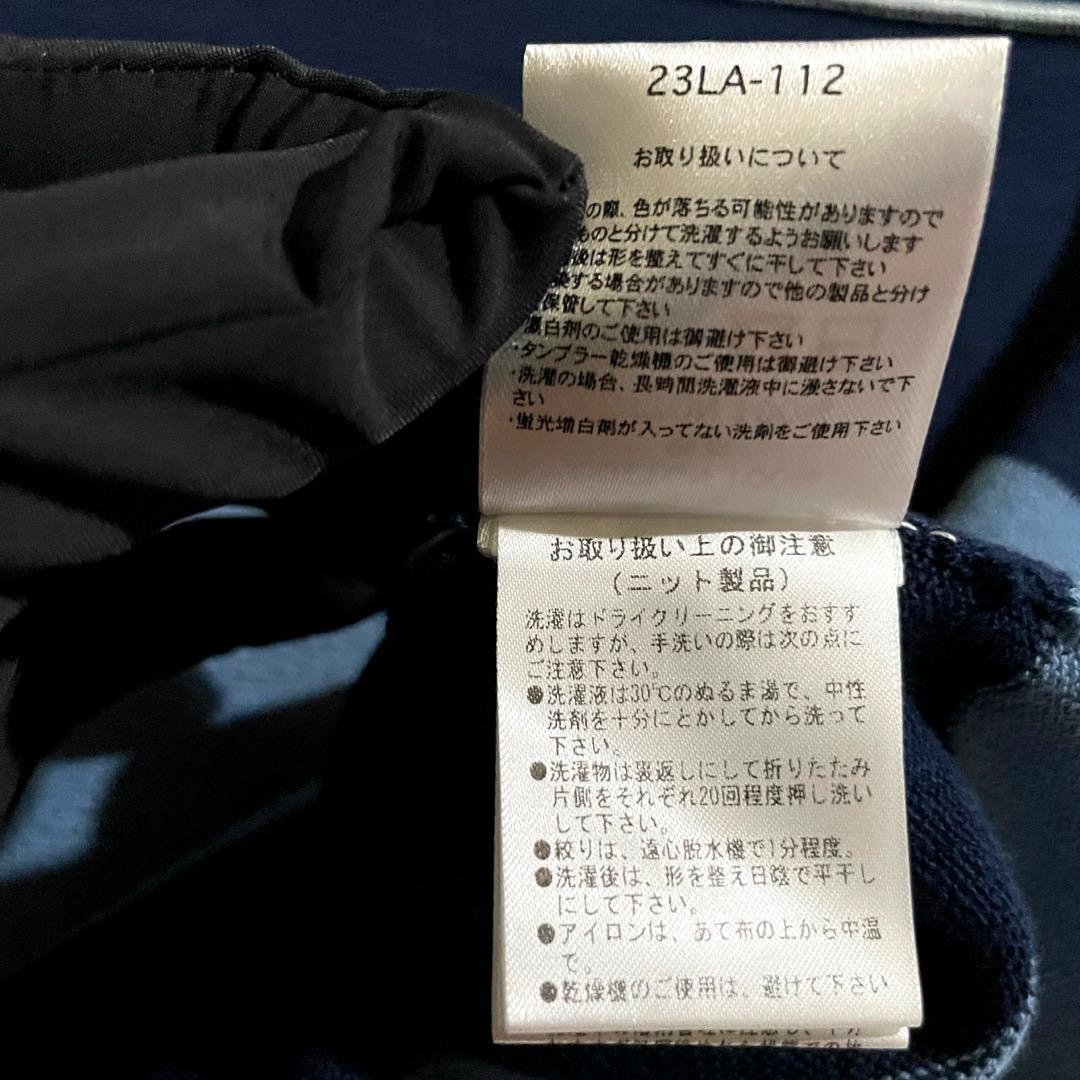 23LA-112
お取り扱いについて
の際、色が落ちる可能性がありますので
ものと分けて洗濯するようお願いします
後は形を整えてすぐに干して下さい
する場合がありますので他の製品と分け
保管して下さい
白剤のご使用は御避け下さい
・タンブラー乾燥機のご使用は御避け下さい
・洗濯の場合、長時間洗濯液中に浸さないで下
さい
・蛍光増白剤が入ってない洗剤をご使用下さい
お取り扱い上の御注意
(ニット製品)
洗濯はドライクリーニングをおすす
めしますが、手洗いの際は次の点に
ご注意下さい。
●洗濯液は30℃のぬるま湯で、中性
洗剤を十分にとかしてから洗って
下さい。
●洗濯物は裏返しにして折りたたみ
片側をそれぞれ20回程度押し洗い
して下さい。
●絞りは、遠心脱水機で1分程度。
●洗濯後は、形を整え日陰で平干し
にして下さい。
●アイロンは、あて布の上から中温
で。
●乾燥機のご使用は、避けて下さい